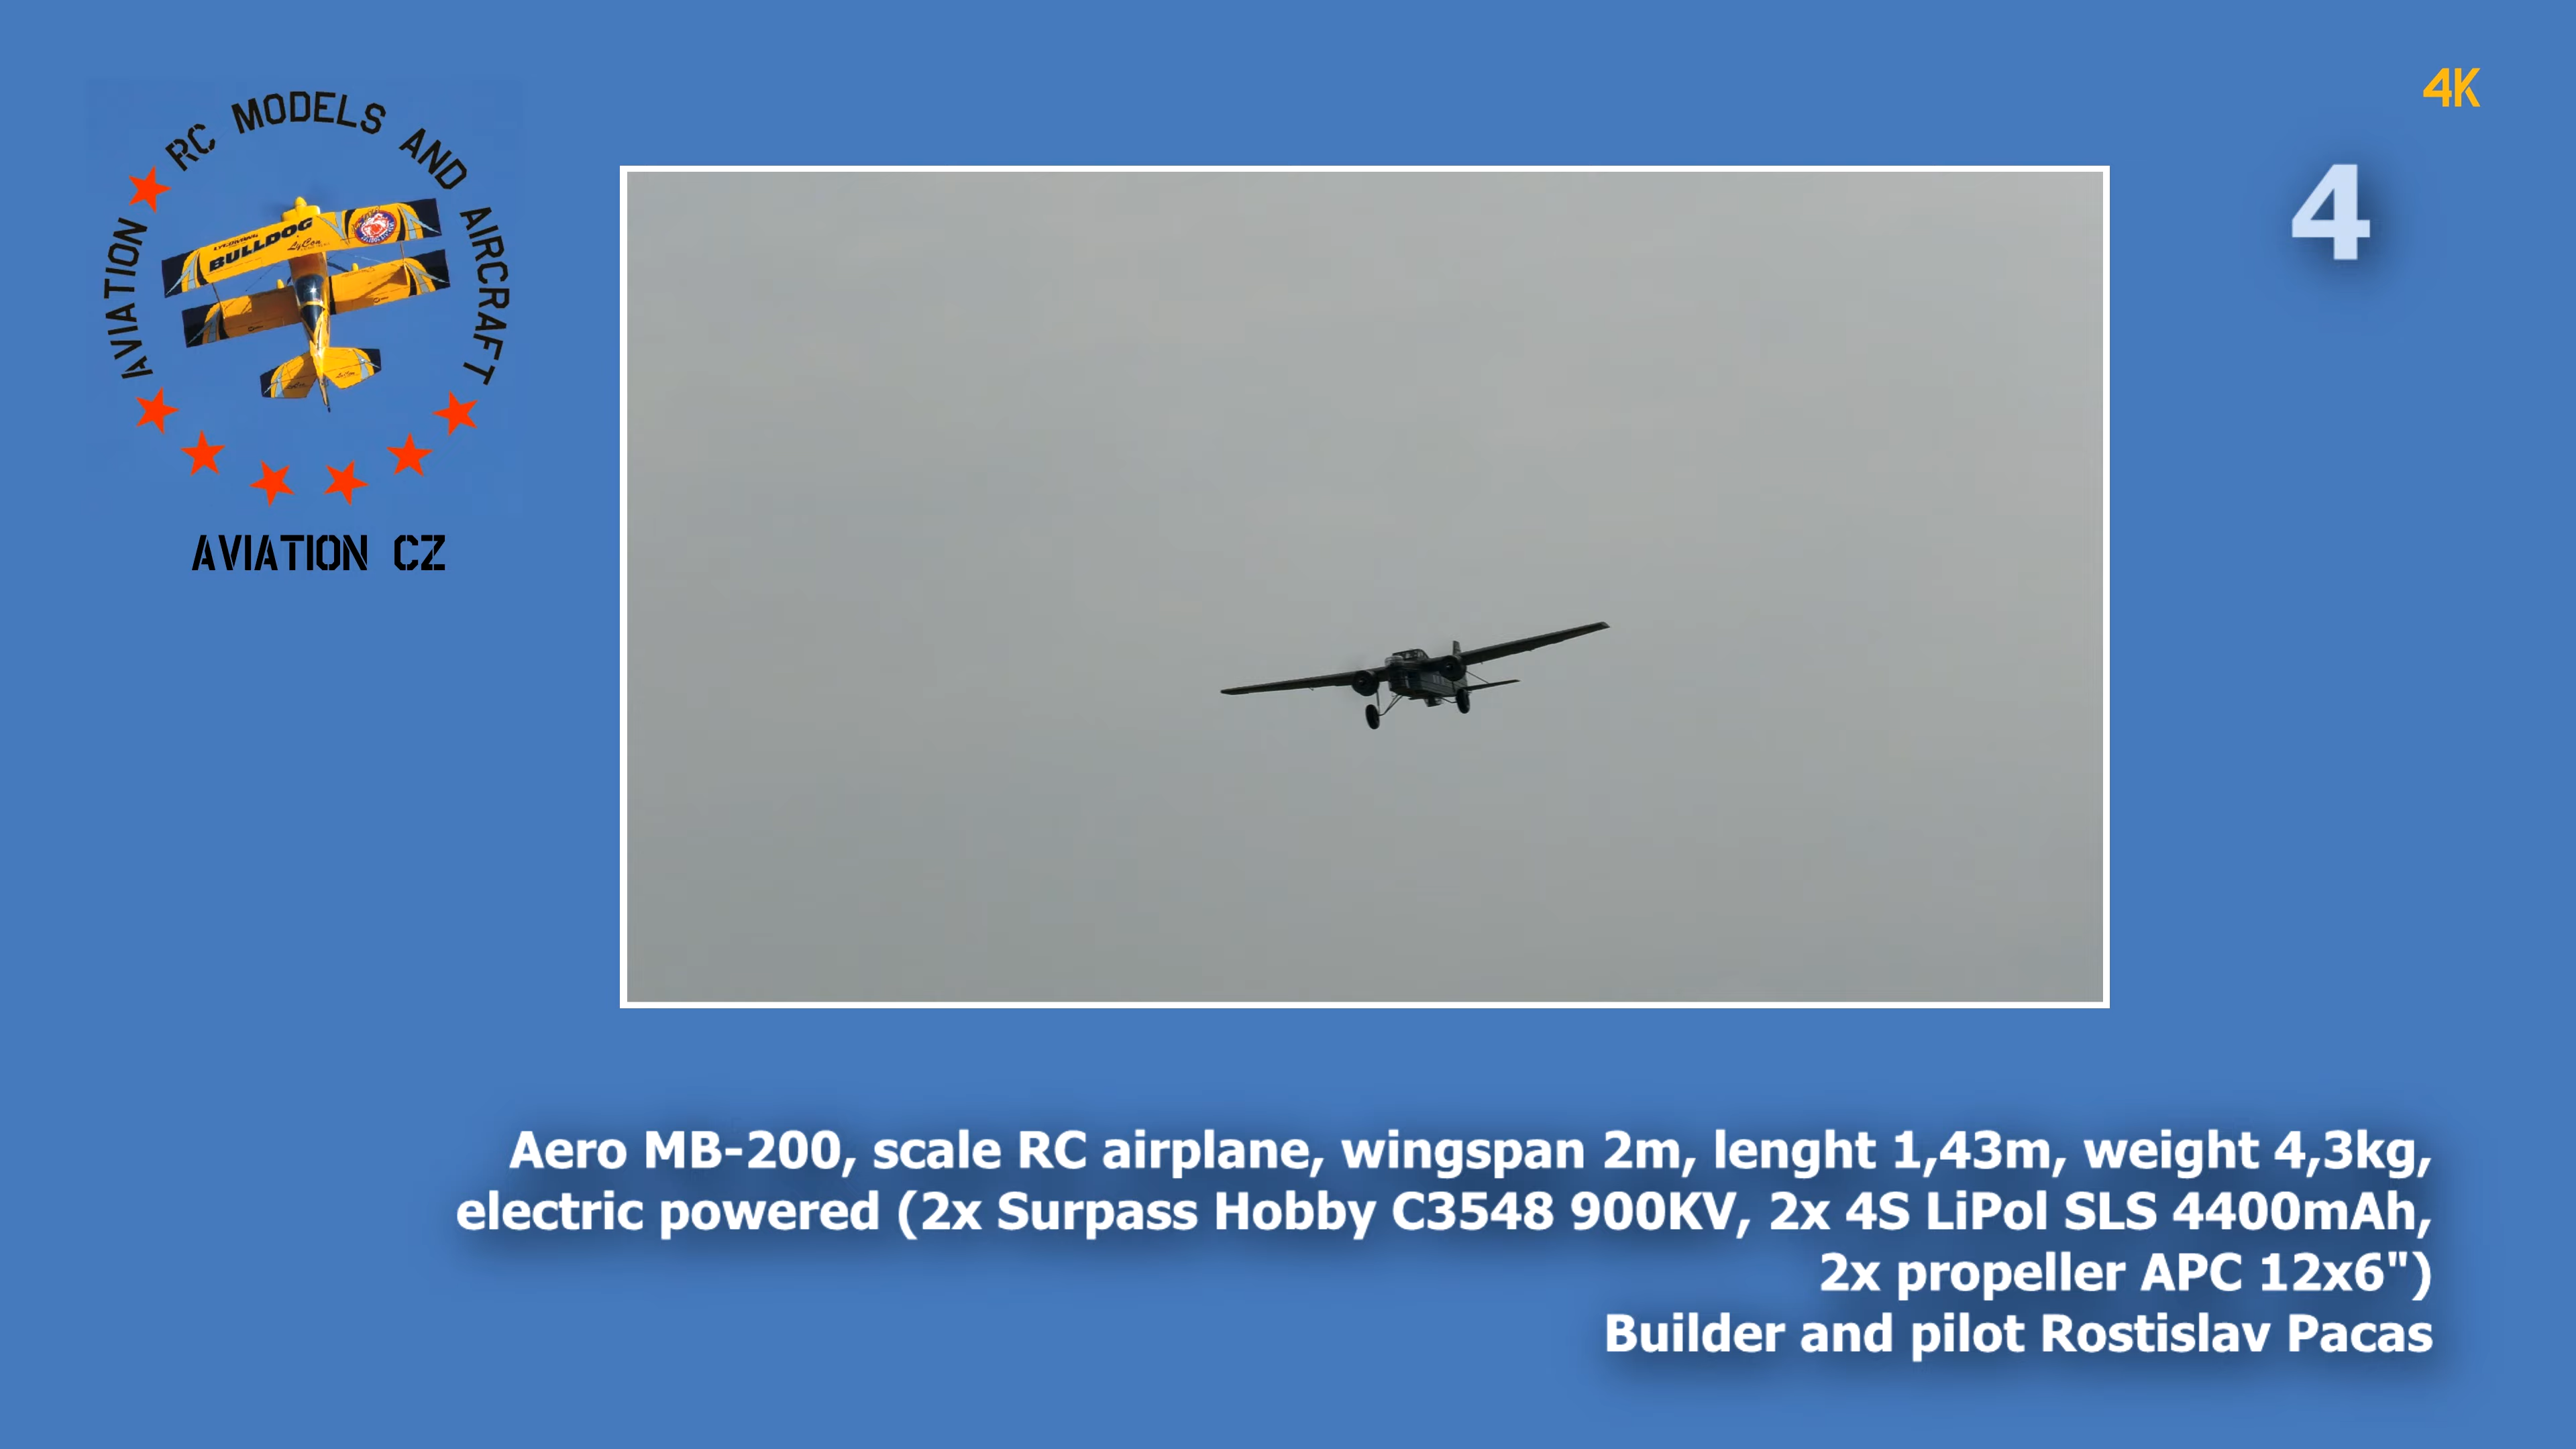 4K
4
AVIATION ★ RC MODELS AND AIRCRAFT
BULLDOG
LyCon
AVIATION CZ
Aero MB-200, scale RC airplane, wingspan 2m, lenght 1,43m, weight 4,3kg,
electric powered (2x Surpass Hobby C3548 900KV, 2x 4S LiPol SLS 4400mAh,
2x propeller APC 12x6")
Builder and pilot Rostislav Pacas